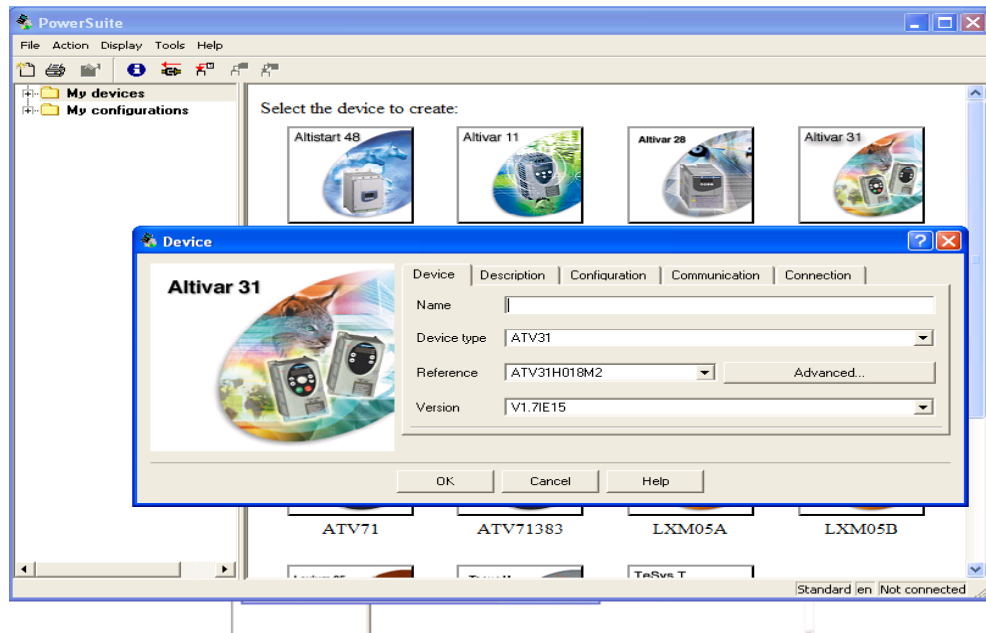 PowerSuite
File Action Display Tools Help
My devices
My configurations
Select the device to create:
Altistart 48
Altivar 11
Altivar 28
Altivar 31
Device
Altivar 31
Device Description Configuration Communication Connection
Name
Device type ATV31
Reference ATV31H018M2 Advanced...
Version V1.7IE15
OK Cancel Help
ATV71 ATV71383 LXM05A LXM05B
TeSys T
Standard en Not connected